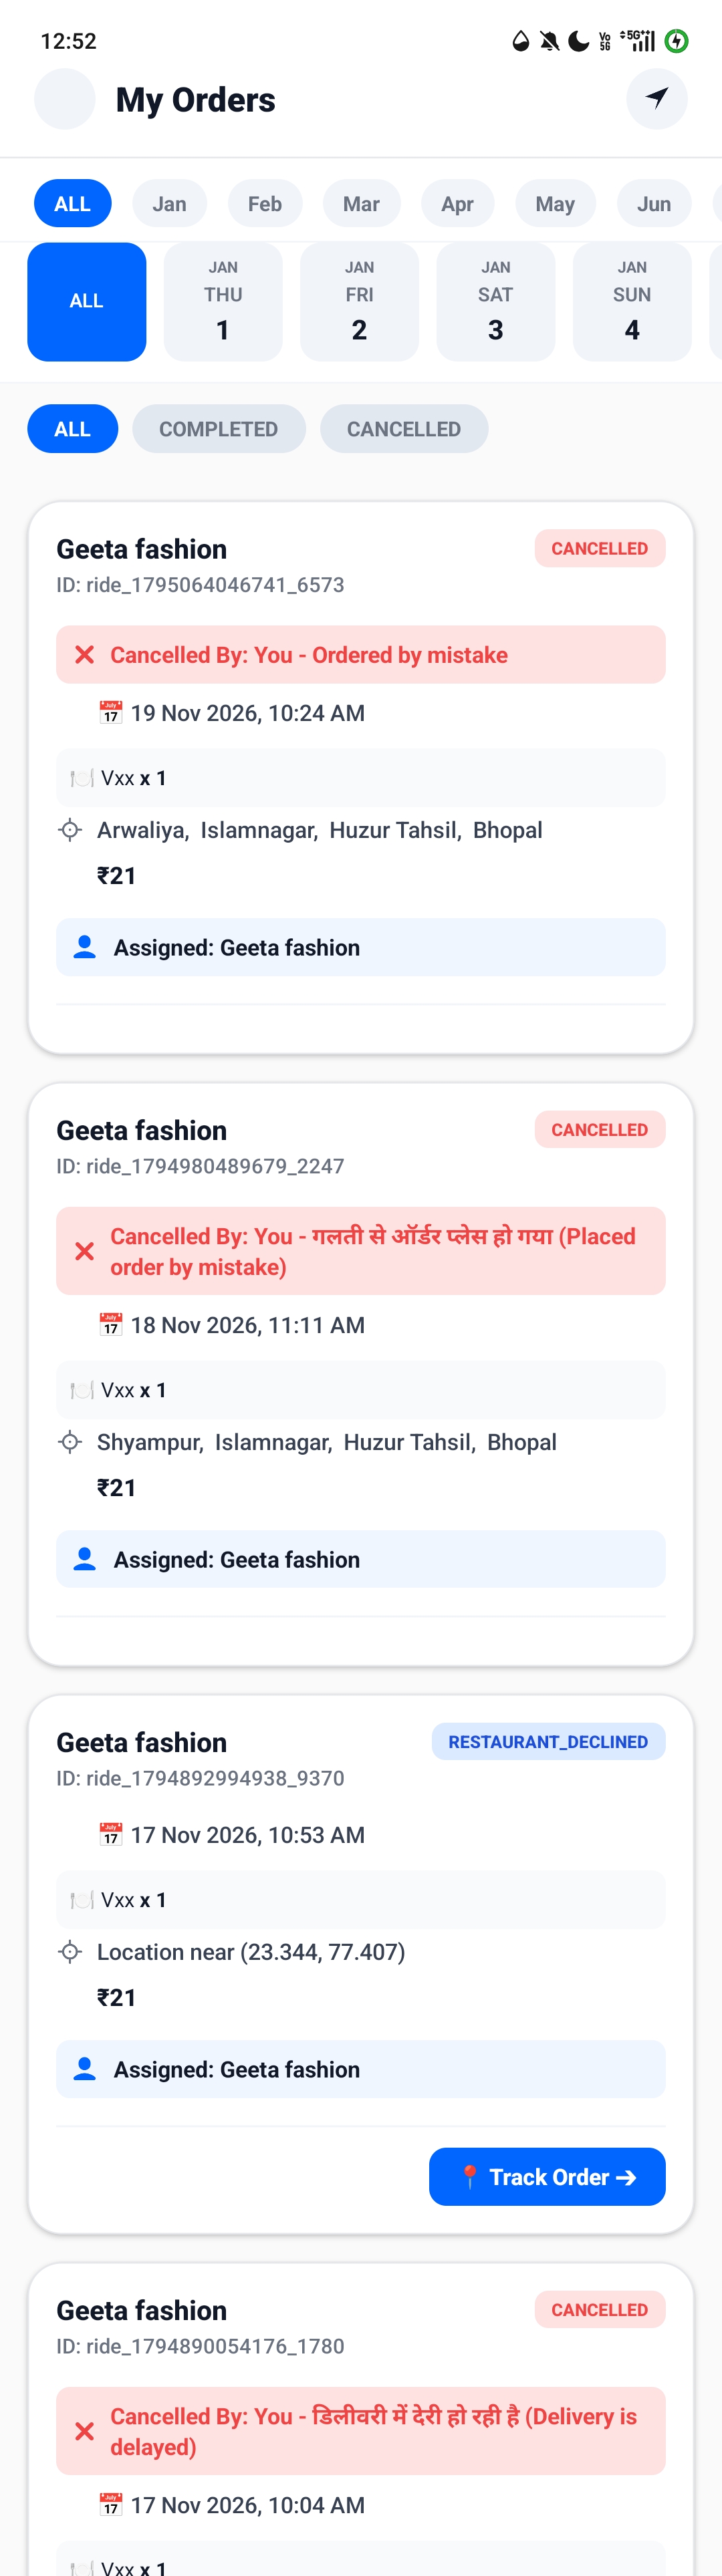 12:52
Vo 5G
5G++
My Orders
ALL Jan Feb Mar Apr May Jun
ALL
JAN THU 1
JAN FRI 2
JAN SAT 3
JAN SUN 4
ALL COMPLETED CANCELLED
Geeta fashion
CANCELLED
ID: ride_1795064046741_6573
Cancelled By: You - Ordered by mistake
19 Nov 2026, 10:24 AM
Vxx x 1
Arwaliya, Islamnagar, Huzur Tahsil, Bhopal
₹21
Assigned: Geeta fashion
Geeta fashion
CANCELLED
ID: ride_1794980489679_2247
Cancelled By: You - गलती से ऑर्डर प्लेस हो गया (Placed
order by mistake)
18 Nov 2026, 11:11 AM
Vxx x 1
Shyampur, Islamnagar, Huzur Tahsil, Bhopal
₹21
Assigned: Geeta fashion
Geeta fashion
RESTAURANT_DECLINED
ID: ride_1794892994938_9370
17 Nov 2026, 10:53 AM
Vxx x 1
Location near (23.344, 77.407)
₹21
Assigned: Geeta fashion
Track Order →
Geeta fashion
CANCELLED
ID: ride_1794890054176_1780
Cancelled By: You - डिलीवरी में देरी हो रही है (Delivery is
delayed)
17 Nov 2026, 10:04 AM
Vxx x 1